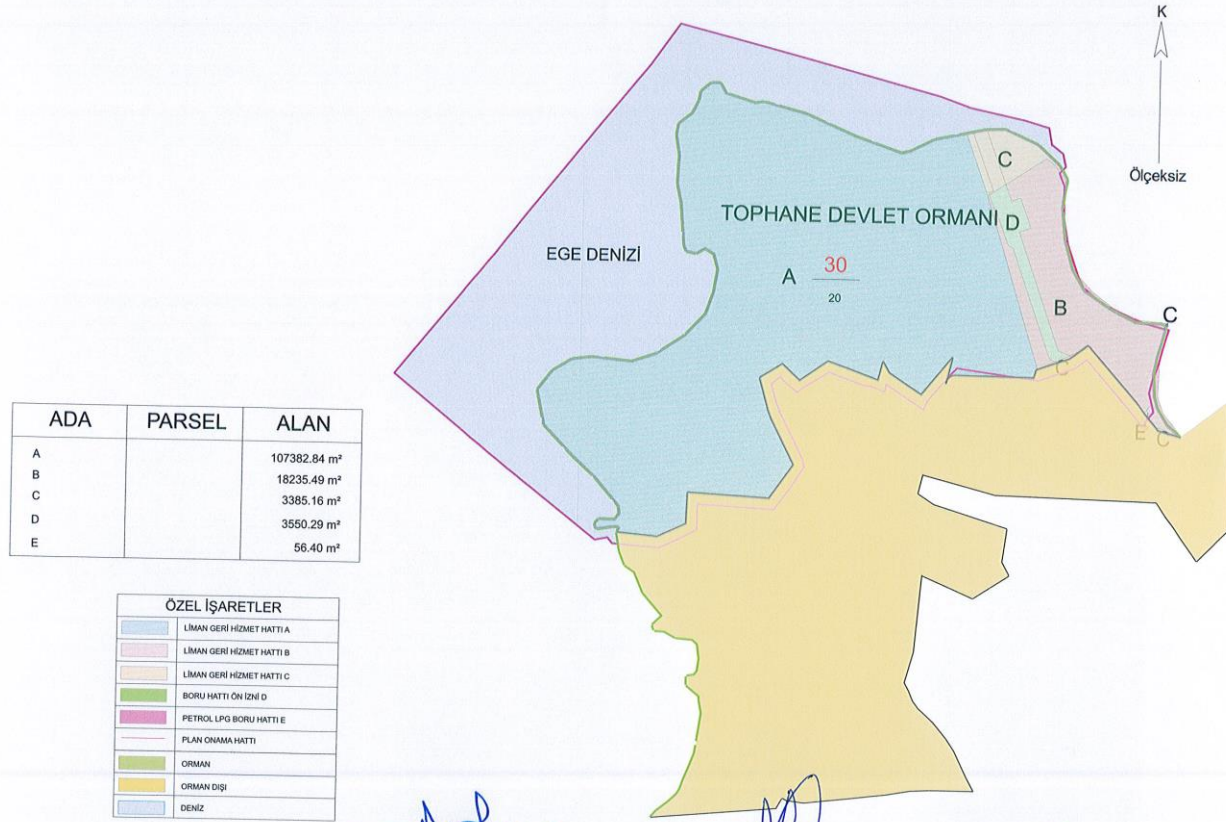 K
Ölçeksiz
C
TOPHANE DEVLET ORMANI
D
EGE DENİZİ
A
30
20
B
C
C
E
C
ADA PARSEL ALAN
A 107382.84 m²
B 18235.49 m²
C 3385.16 m²
D 3550.29 m²
E 56.40 m²
ÖZEL İŞARETLER
LİMAN GERİ HİZMET HATTI A
LİMAN GERİ HİZMET HATTI B
LİMAN GERİ HİZMET HATTI C
BORU HATTI ÖN İZNİ D
PETROL LPG BORU HATTI E
PLAN ONAMA HATTI
ORMAN
ORMAN DIŞI
DENİZ